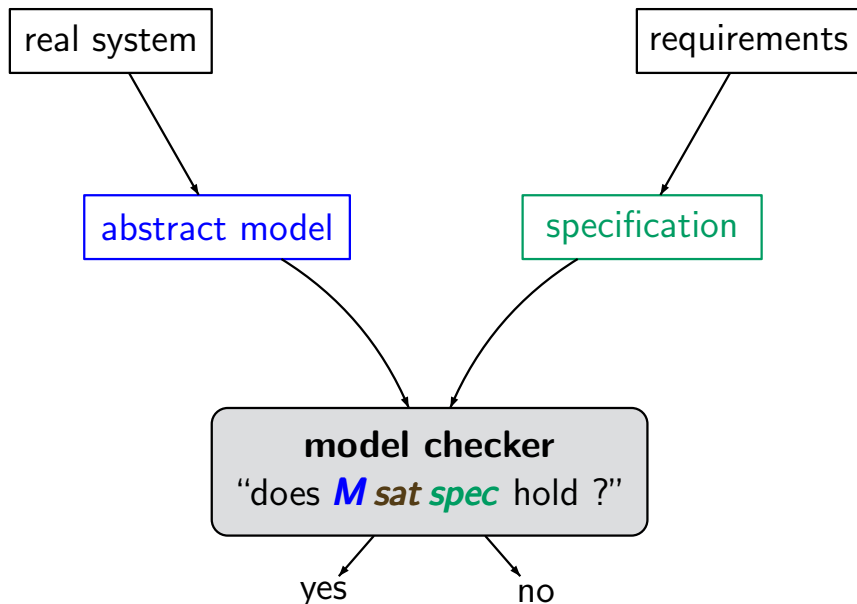 real system
requirements
abstract model
specification
model checker
“does M sat spec hold ?”
yes
no